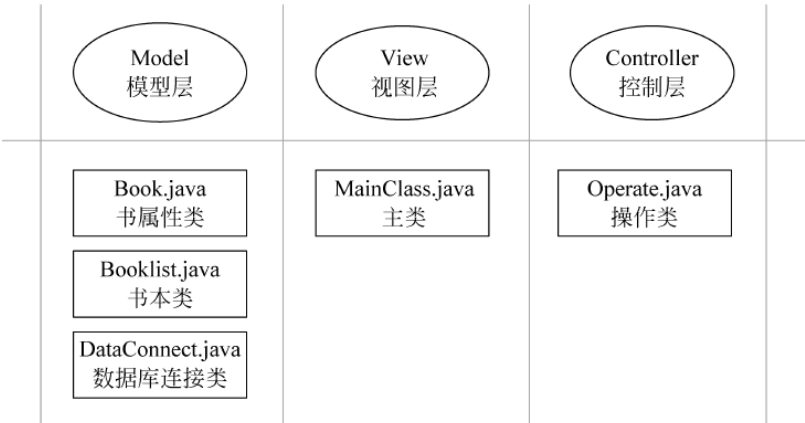 Model
模型层
View
视图层
Controller
控制层
Book.java
书属性类
MainClass.java
主类
Operate.java
操作类
Booklist.java
书本类
DataConnect.java
数据库连接类